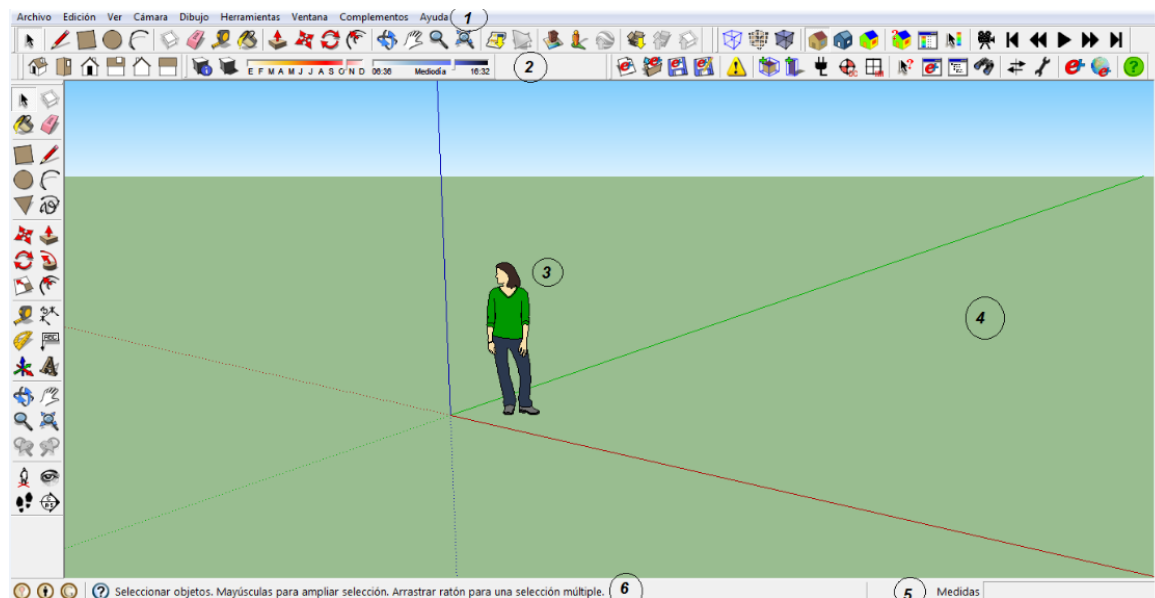 Archivo Edición Ver Cámara Dibujo Herramientas Ventana Complementos Ayuda 1
E F M A M J J A S O N D 06:36 Mediodía 16:32 2
3
4
Seleccionar objetos. Mayúsculas para ampliar selección. Arrastrar ratón para una selección múltiple. 6
5 Medidas